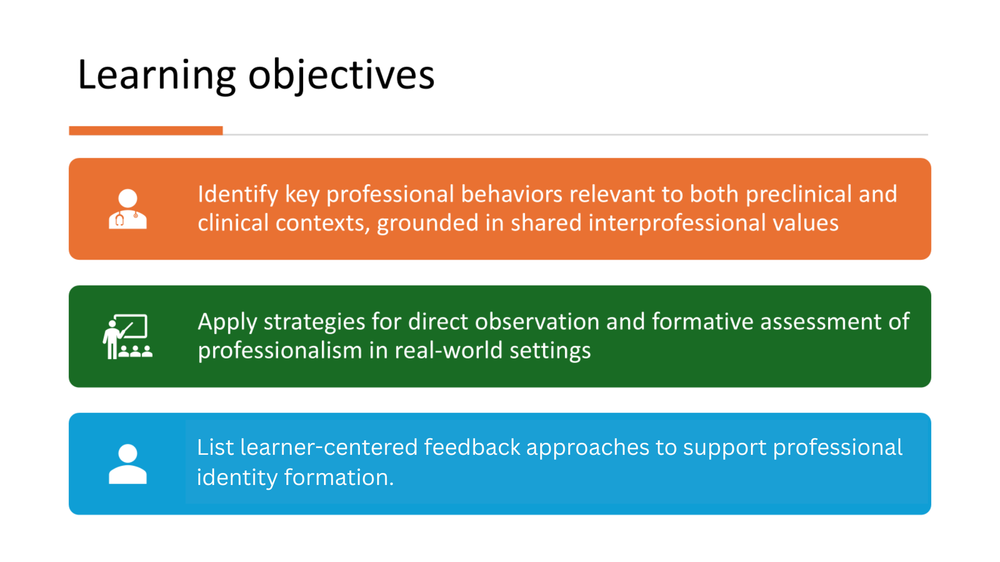 Learning objectives
Identify key professional behaviors relevant to both preclinical and
clinical contexts, grounded in shared interprofessional values
Apply strategies for direct observation and formative assessment of
professionalism in real-world settings
List learner-centered feedback approaches to support professional
identity formation.